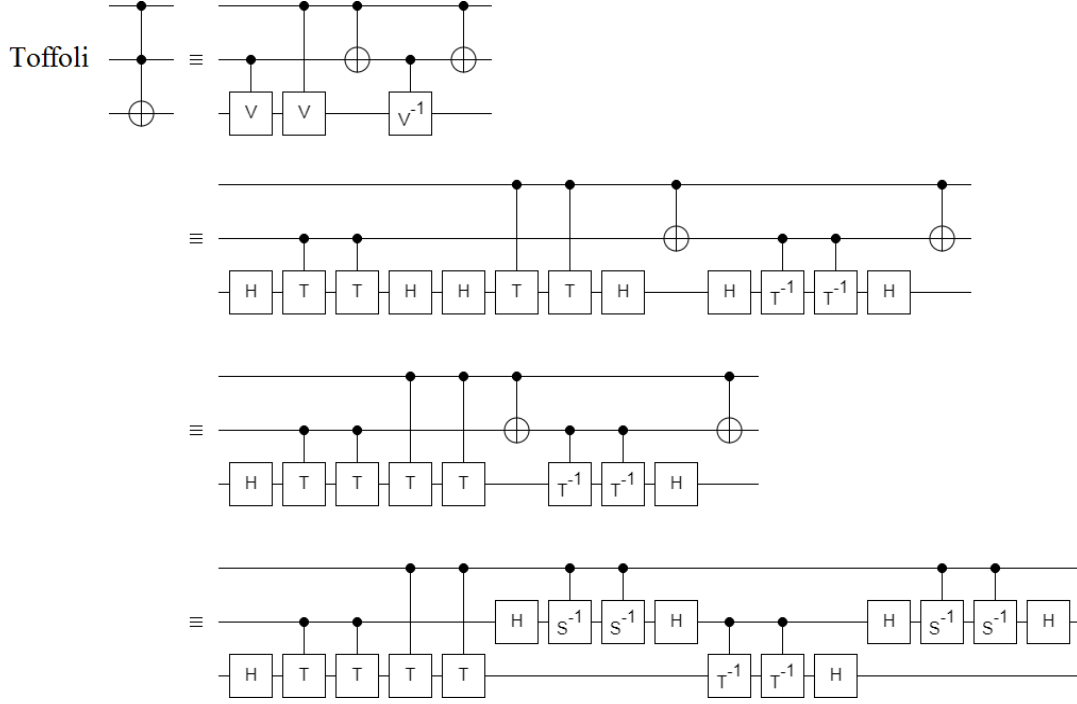 Toffoli ≡
V V V-1
≡
H T T H H T T H H T-1 T-1 H
≡
H T T T T T-1 T-1 H
H S-1 S-1 H H S-1 S-1 H
≡
H T T T T T-1 T-1 H